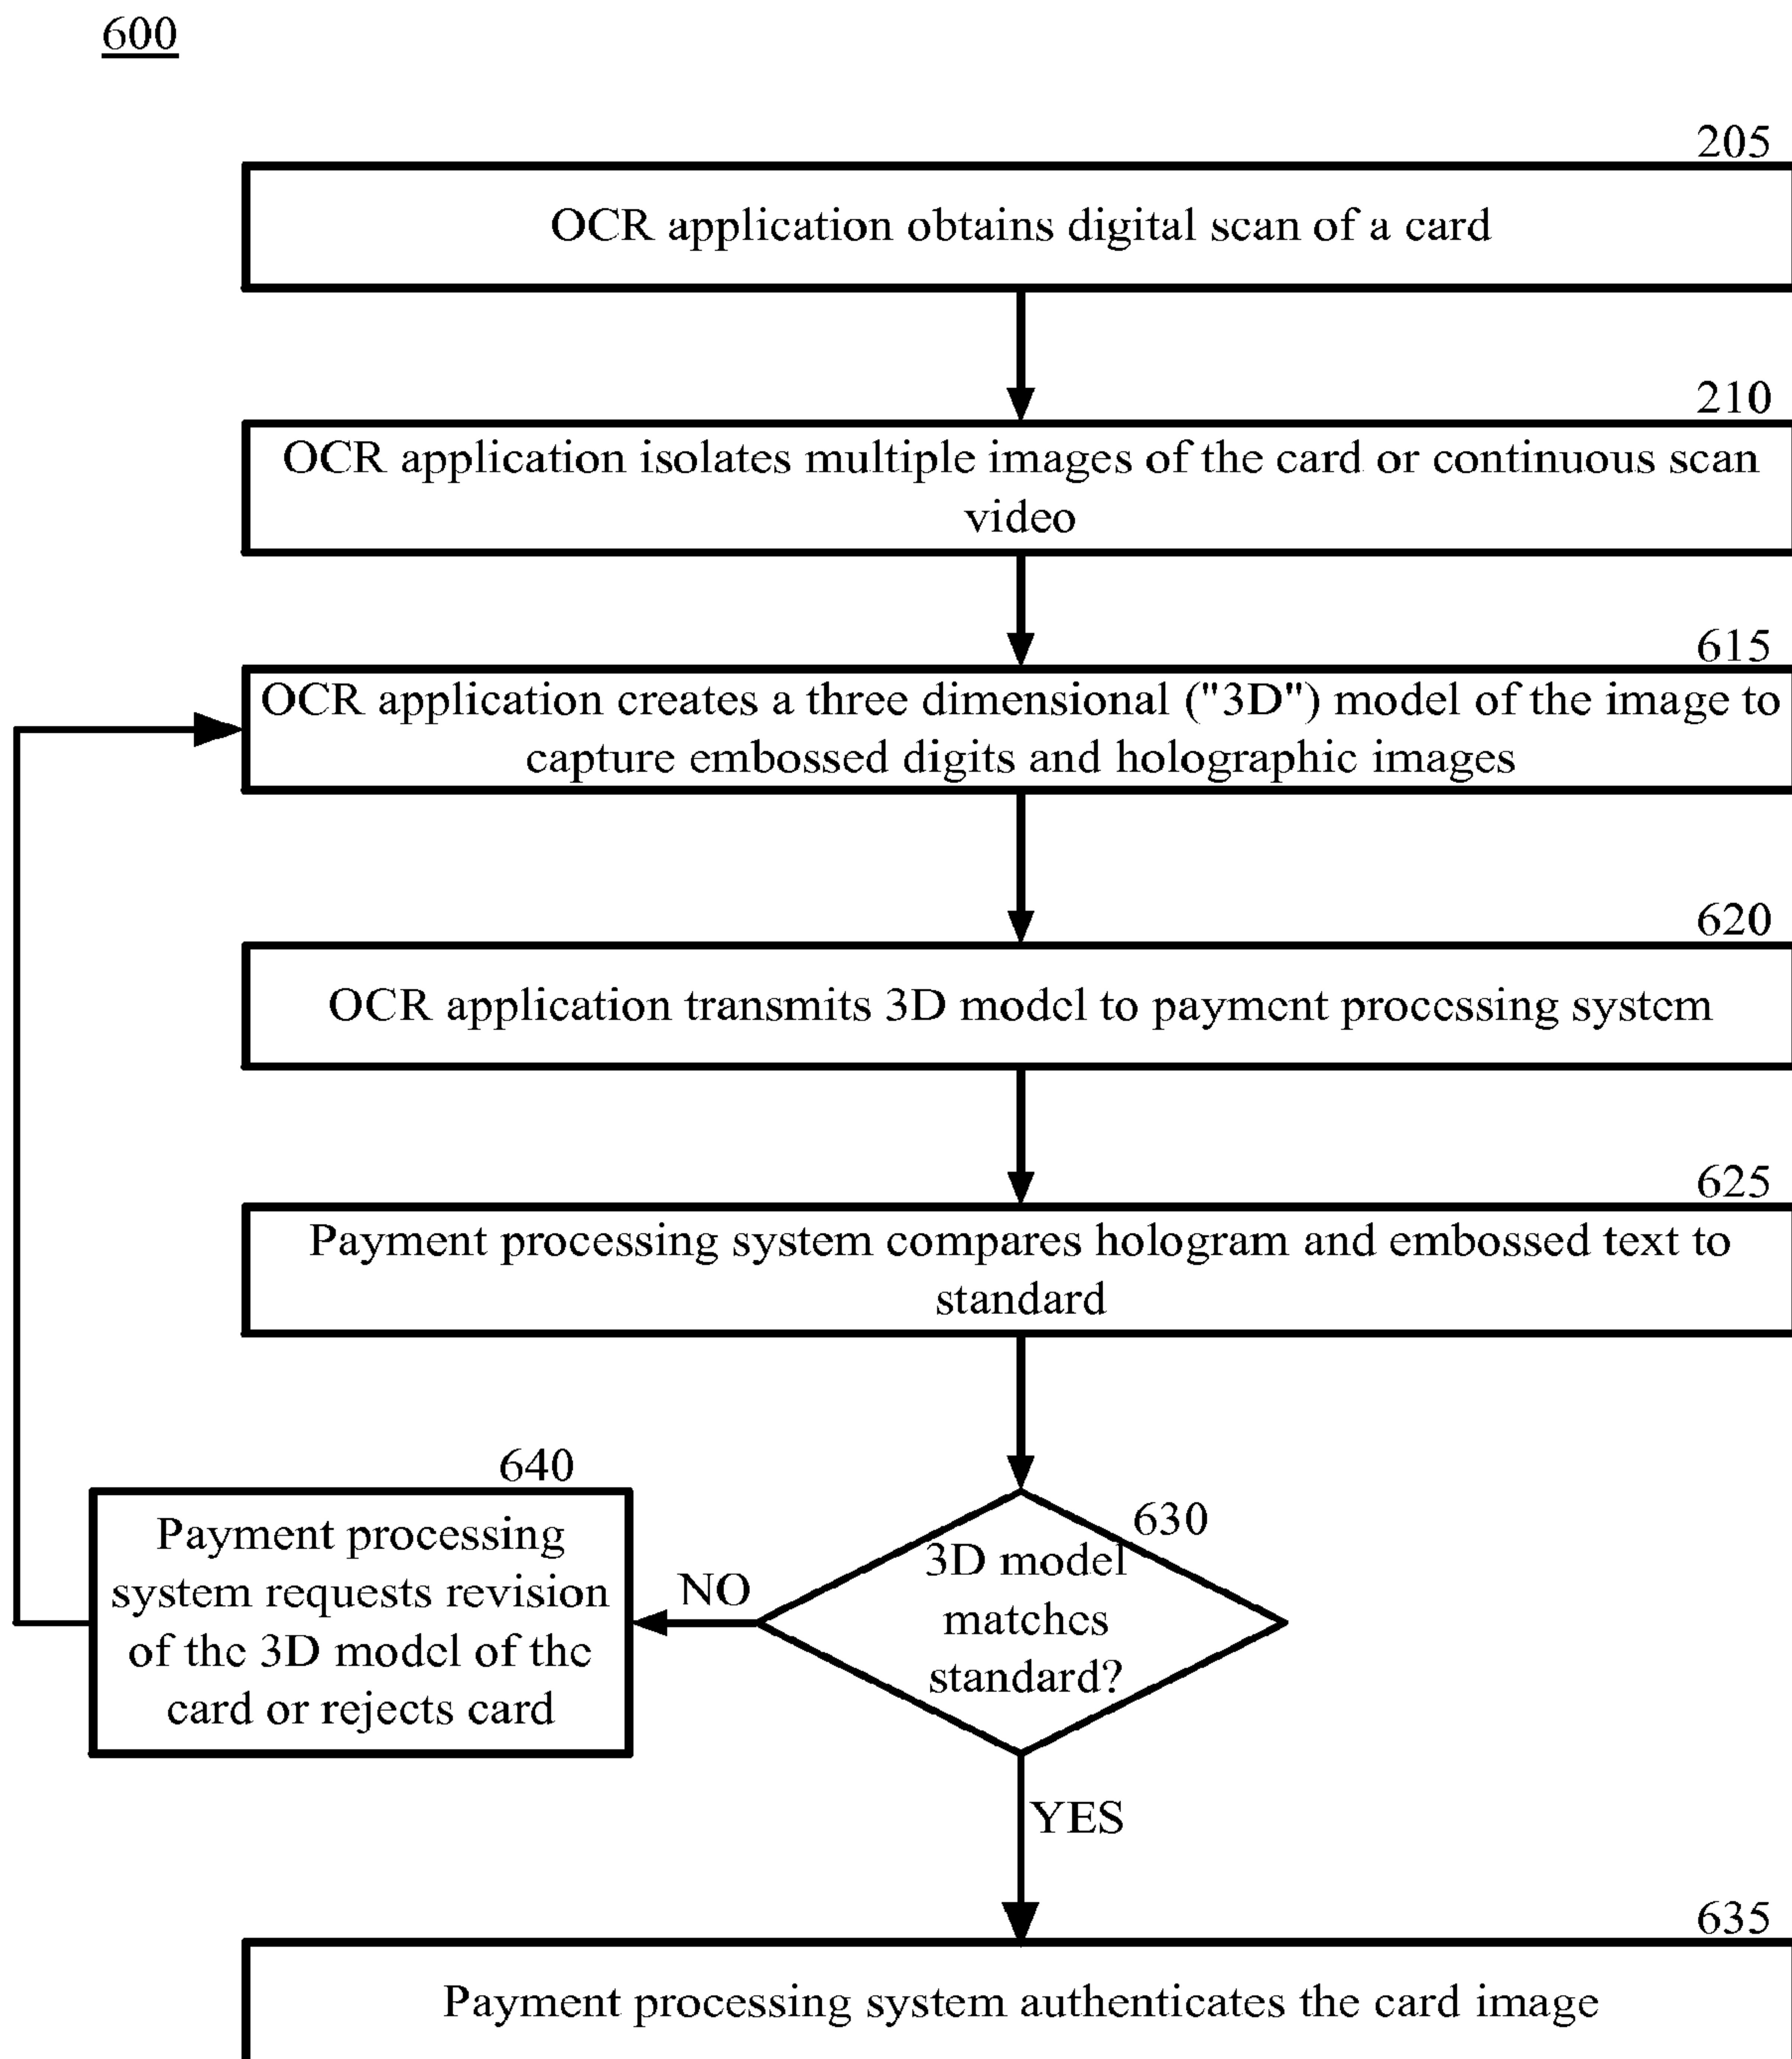 600
205
OCR application obtains digital scan of a card
210
OCR application isolates multiple images of the card or continuous scan
video
615
OCR application creates a three dimensional ("3D") model of the image to
capture embossed digits and holographic images
620
OCR application transmits 3D model to payment processing system
625
Payment processing system compares hologram and embossed text to
standard
630
3D model
matches
standard?
NO
640
Payment processing
system requests revision
of the 3D model of the
card or rejects card
YES
635
Payment processing system authenticates the card image